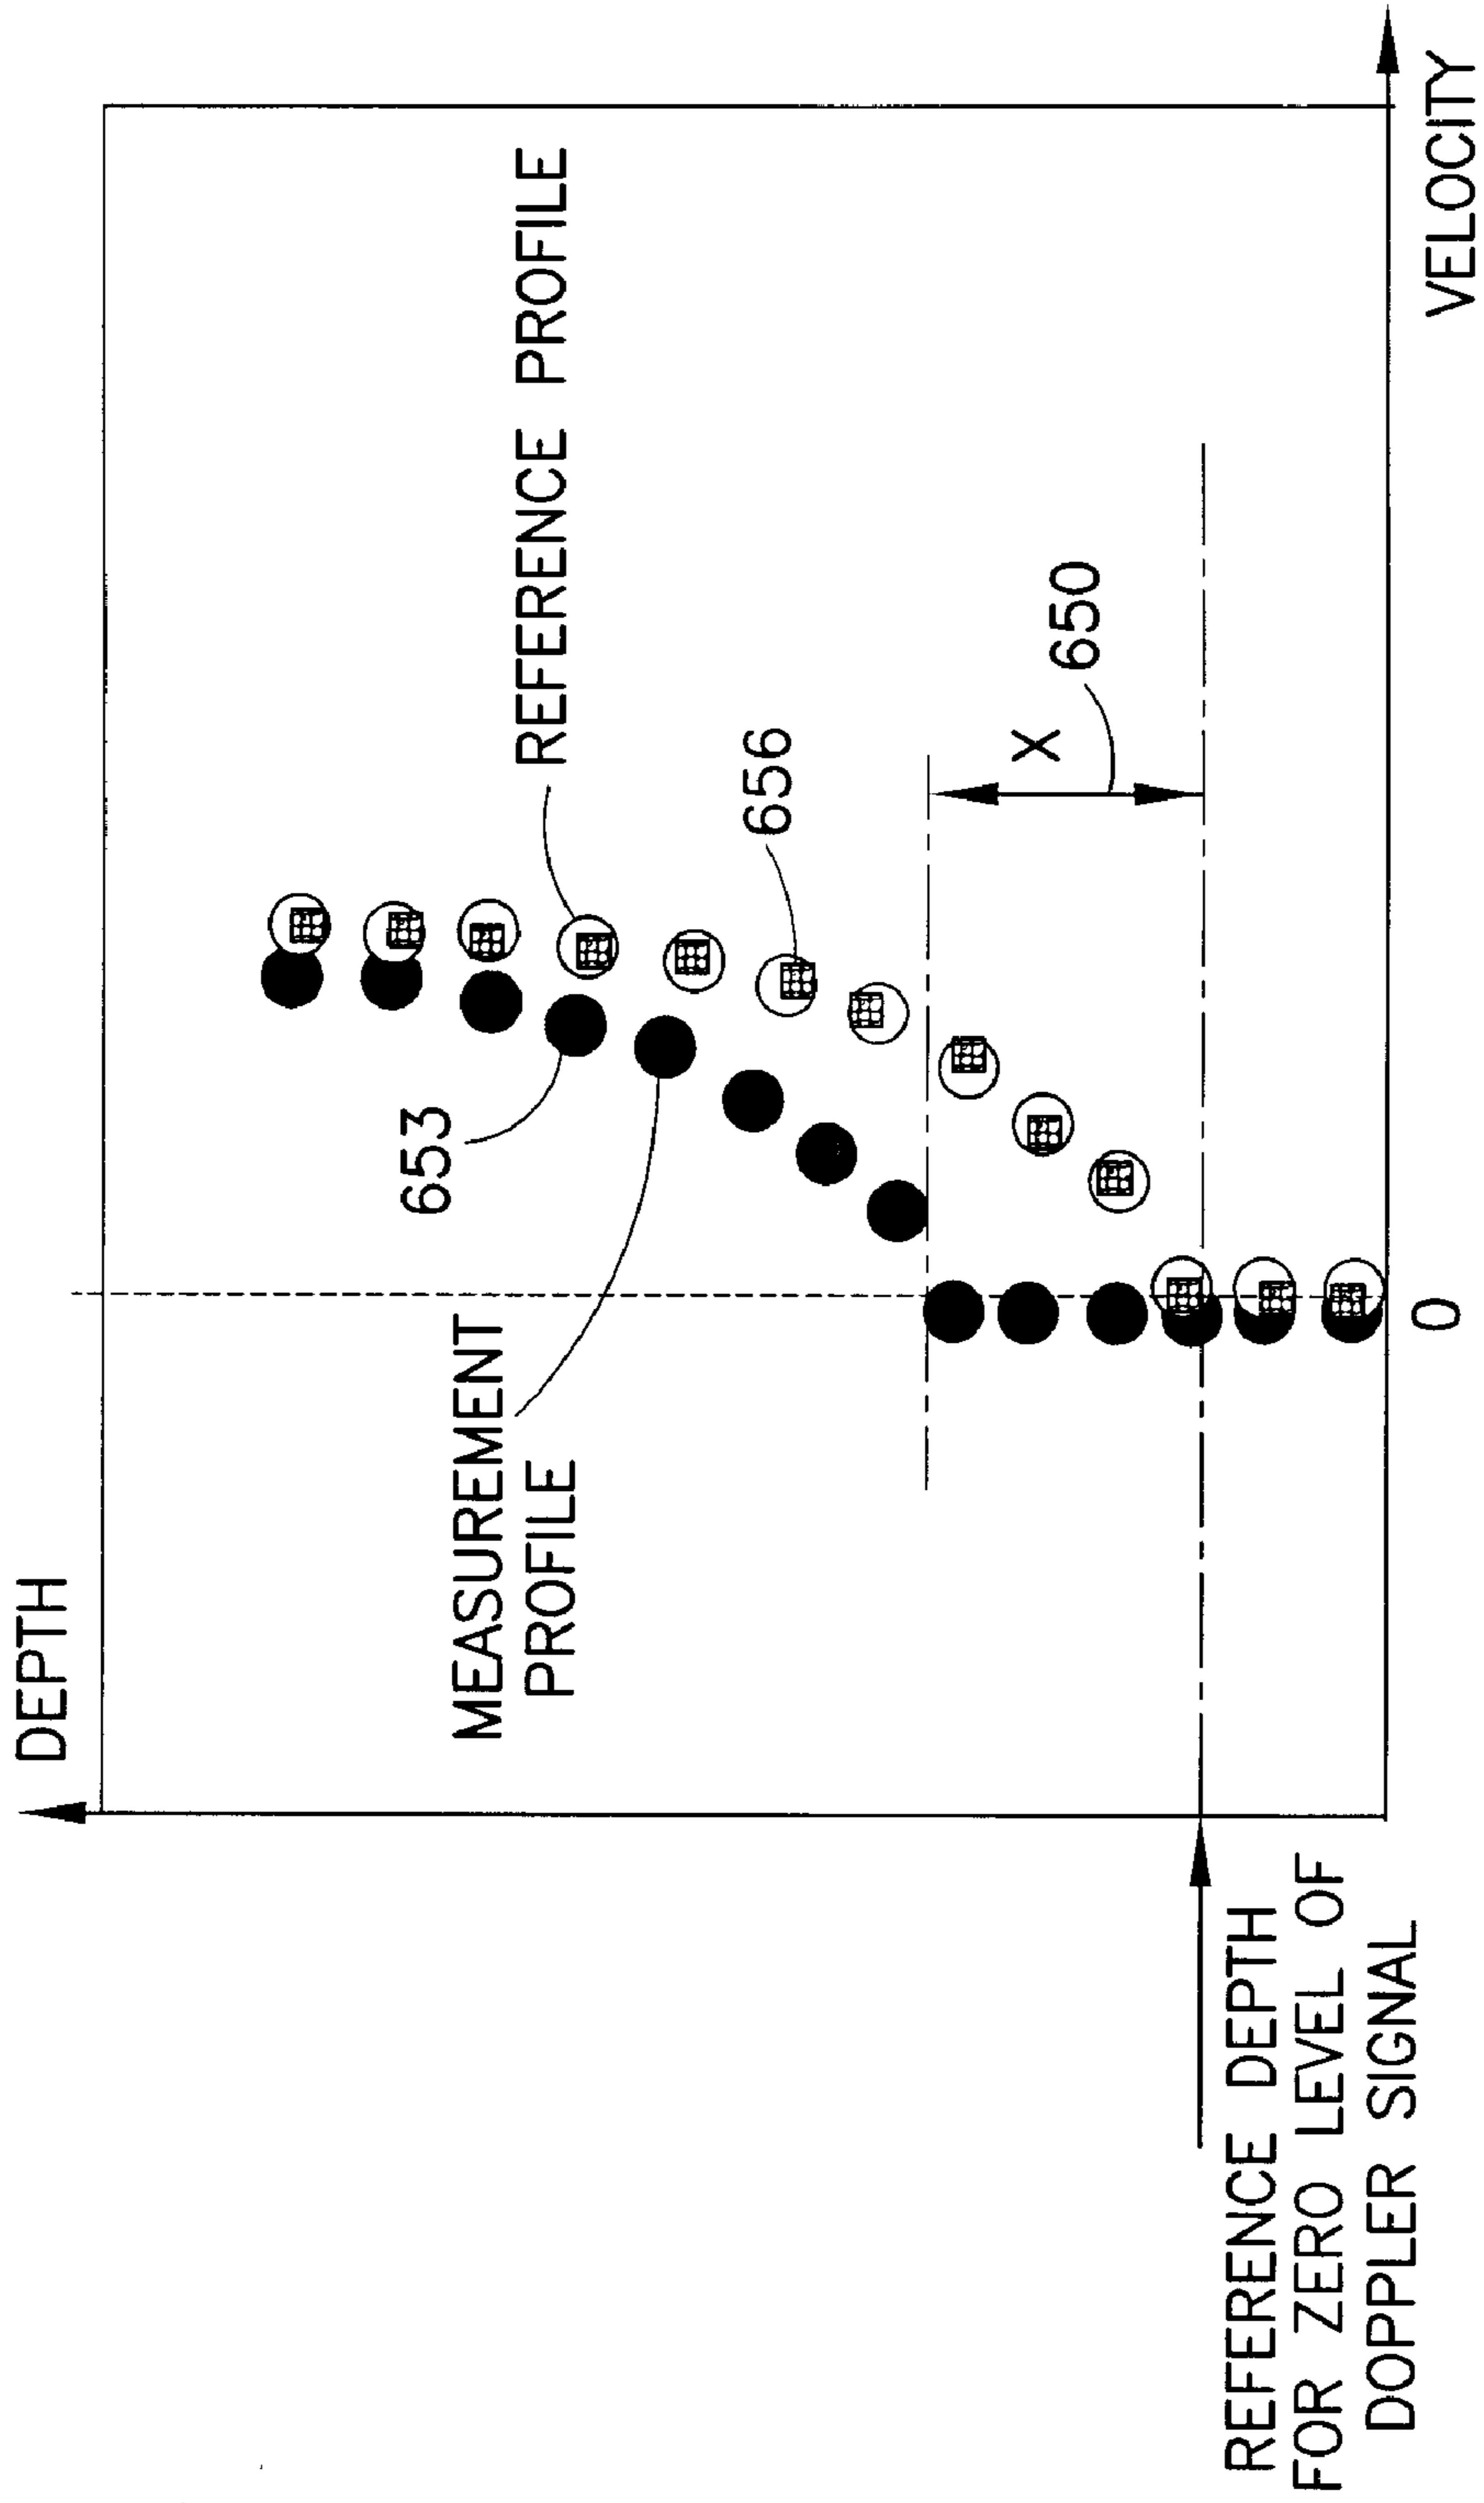 DEPTH
MEASUREMENT
PROFILE
653
REFERENCE PROFILE
656
X
650
REFERENCE DEPTH
FOR ZERO LEVEL OF
DOPPLER SIGNAL
0
VELOCITY